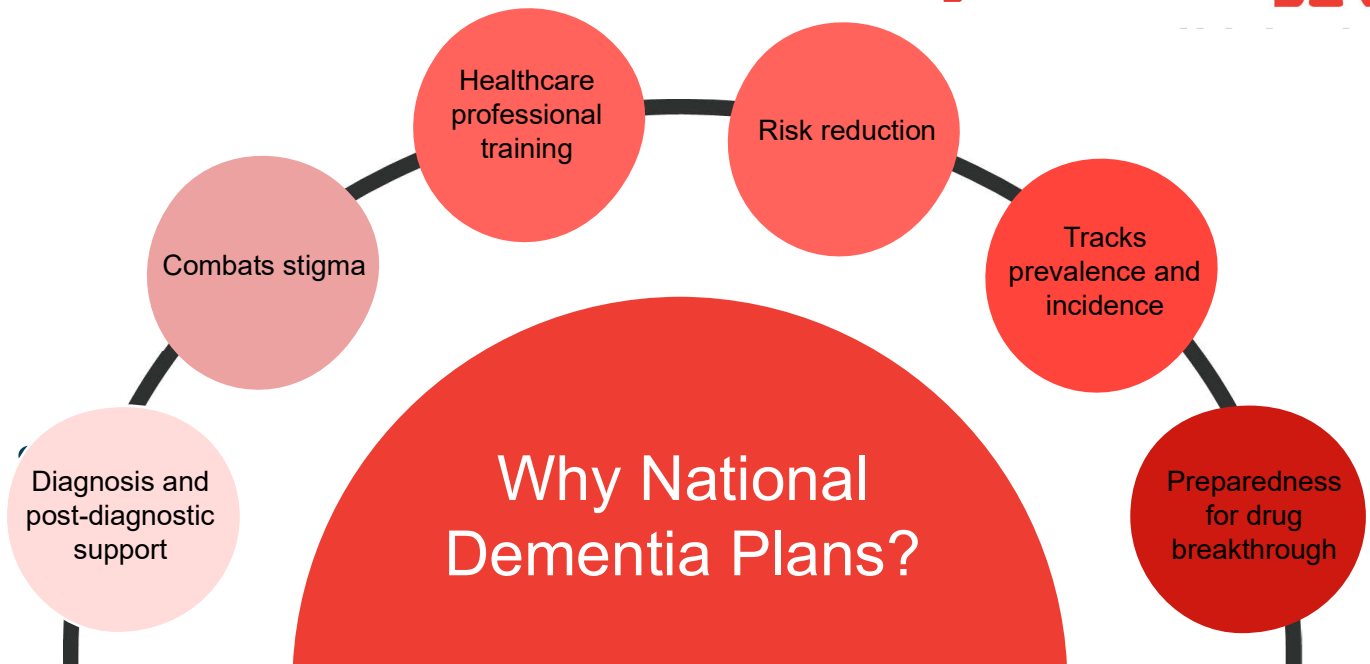 Healthcare
professional
training
Risk reduction
Combats stigma
Tracks
prevalence and
incidence
Diagnosis and
post-diagnostic
support
Why National
Dementia Plans?
Preparedness
for drug
breakthrough